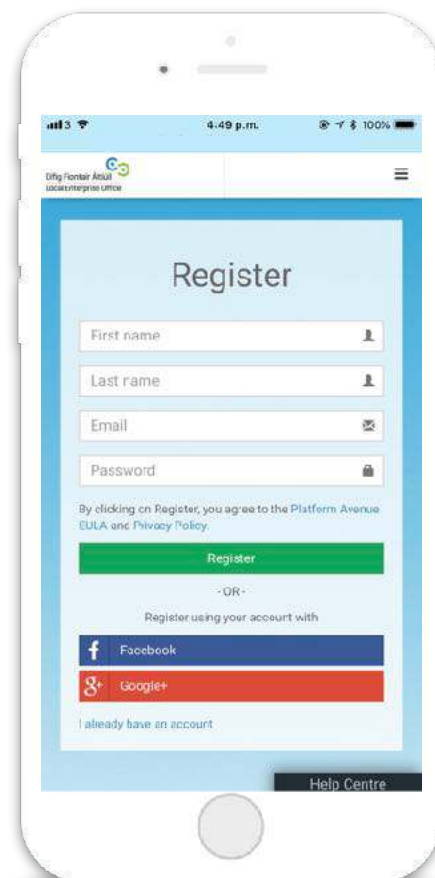 3
4:49 p.m.
100%
Oifig Fiontair Áitiúil
Local Enterprise Office
Register
First name
Last name
Email
Password
By clicking on Register, you agree to the Platform Avenue
EULA and Privacy Policy.
Register
-OR-
Register using your account with
f Facebook
g+ Google+
I already have an account
Help Centre